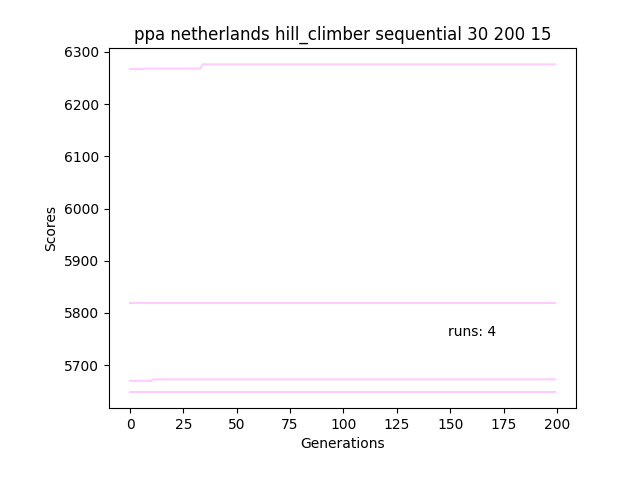 ppa netherlands hill_climber sequential 30 200 15
6300
6200
6100
6000
5900
5800
5700
Scores
runs: 4
0 25 50 75 100 125 150 175 200
Generations